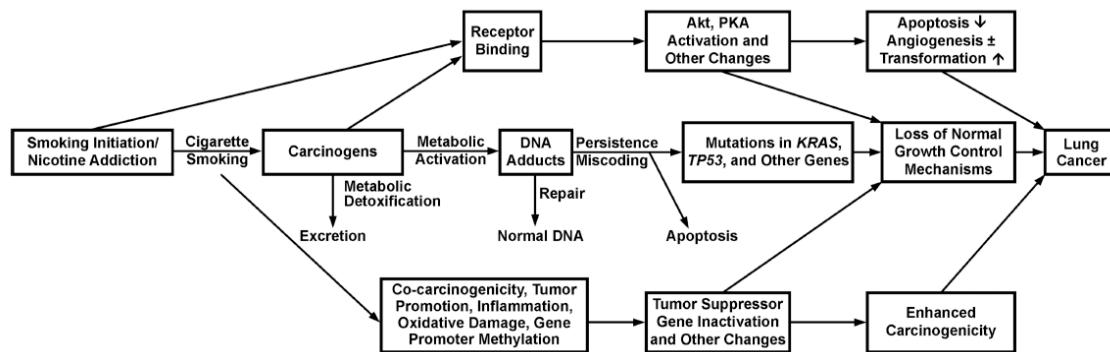 Receptor
Binding
Akt, PKA
Activation and
Other Changes
Apoptosis ↓
Angiogenesis ±
Transformation ↑
Smoking Initiation/
Nicotine Addiction
Cigarette
Smoking
Carcinogens
Metabolic
Activation
DNA
Adducts
Persistence
Miscoding
Mutations in KRAS,
TP53, and Other Genes
Loss of Normal
Growth Control
Mechanisms
Lung
Cancer
Metabolic
Detoxification
Repair
Excretion
Normal DNA
Apoptosis
Co-carcinogenicity, Tumor
Promotion, Inflammation,
Oxidative Damage, Gene
Promoter Methylation
Tumor Suppressor
Gene Inactivation
and Other Changes
Enhanced
Carcinogenicity